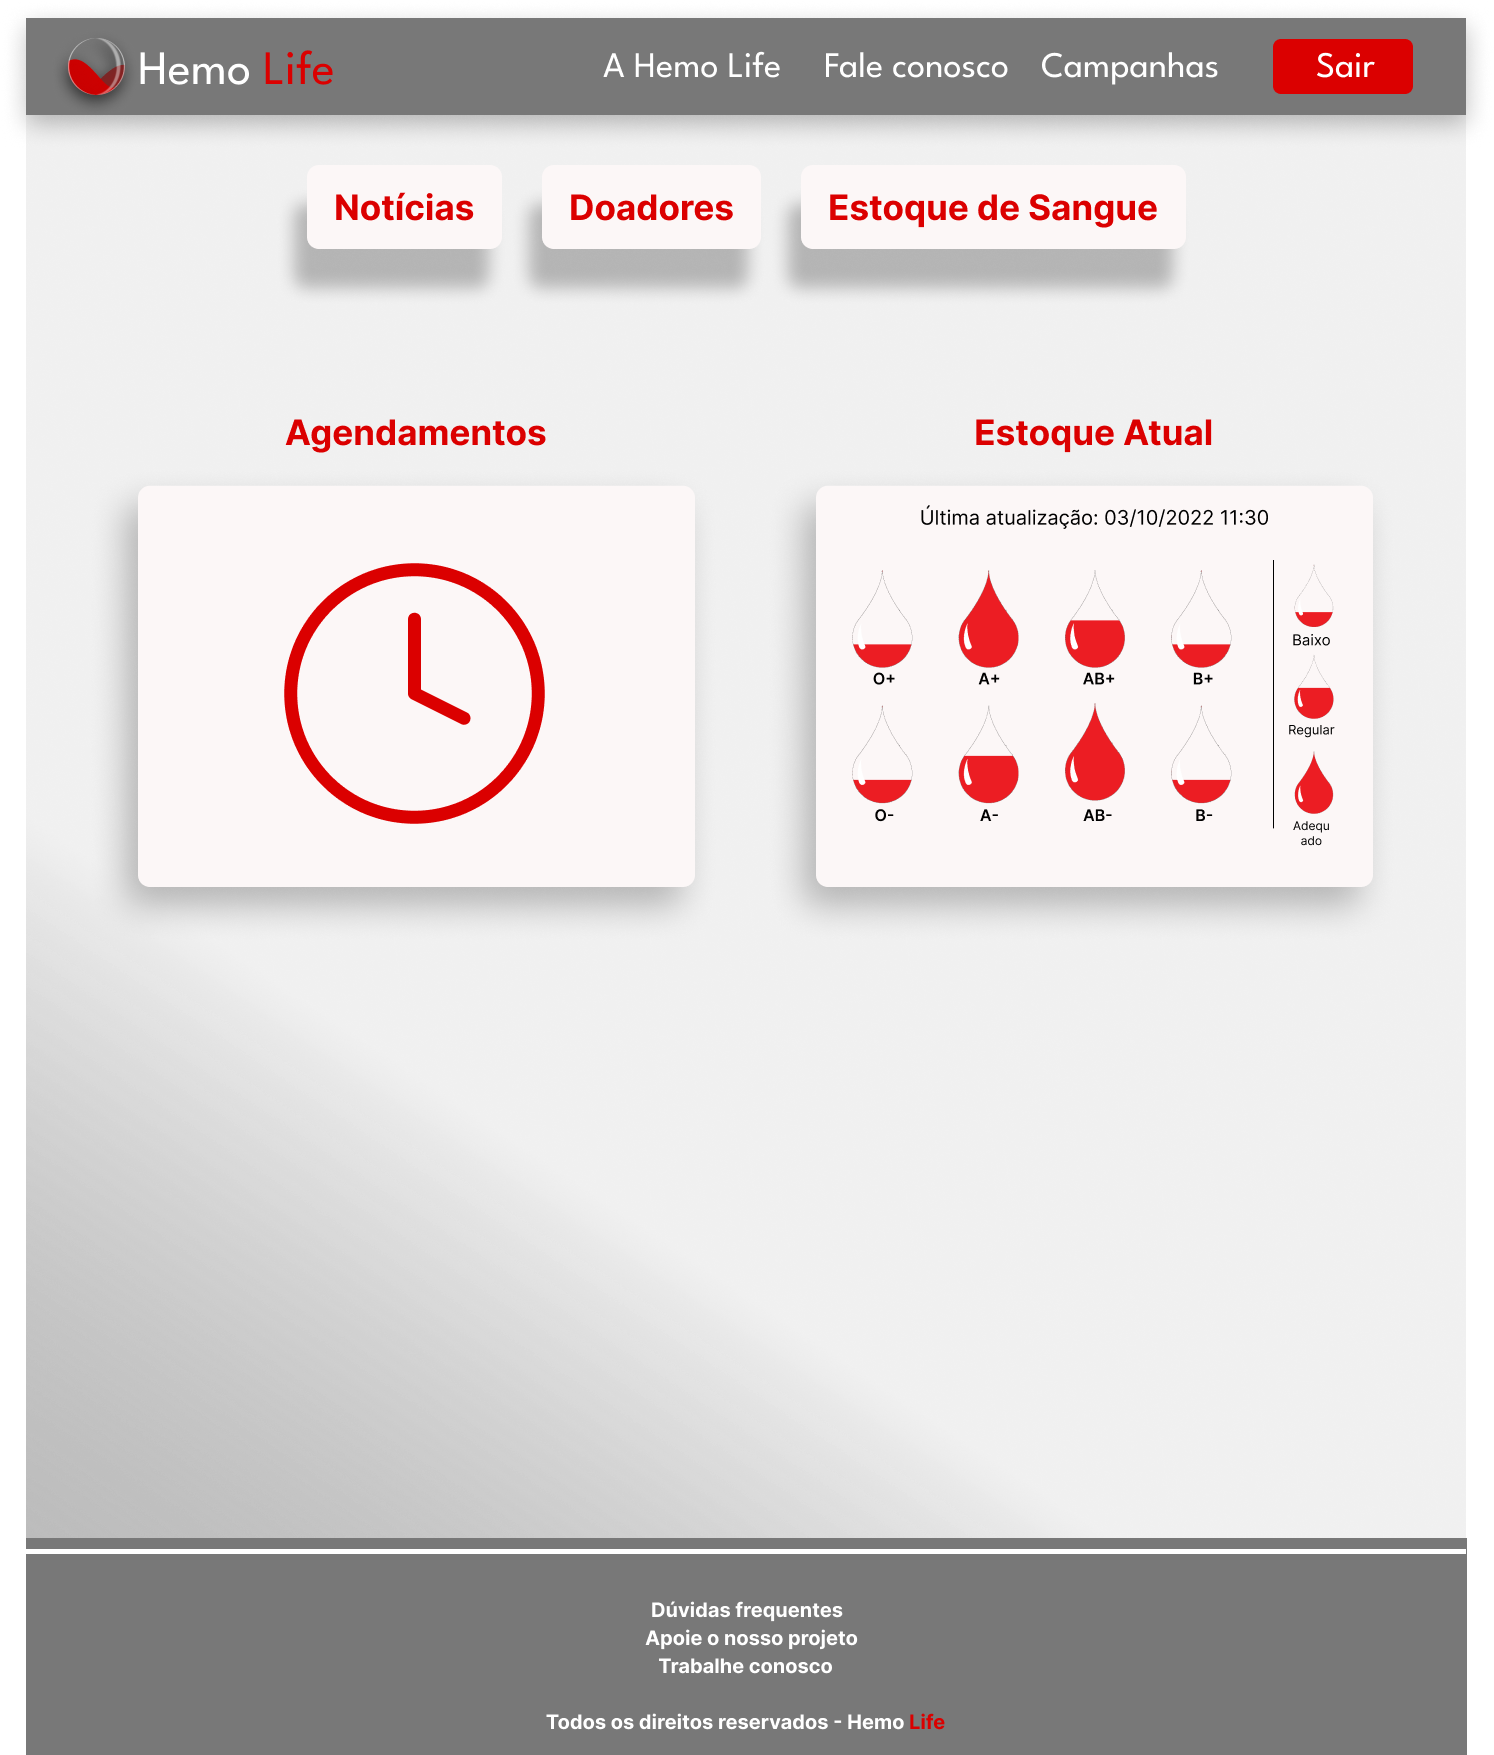 Hemo Life
A Hemo Life
Fale conosco
Campanhas
Sair
Notícias
Doadores
Estoque de Sangue
Agendamentos
Estoque Atual
Última atualização: 03/10/2022 11:30
O+
A+
AB+
B+
O-
A-
AB-
B-
Baixo
Regular
Adequ
ado
Dúvidas frequentes
Apoie o nosso projeto
Trabalhe conosco
Todos os direitos reservados - Hemo Life